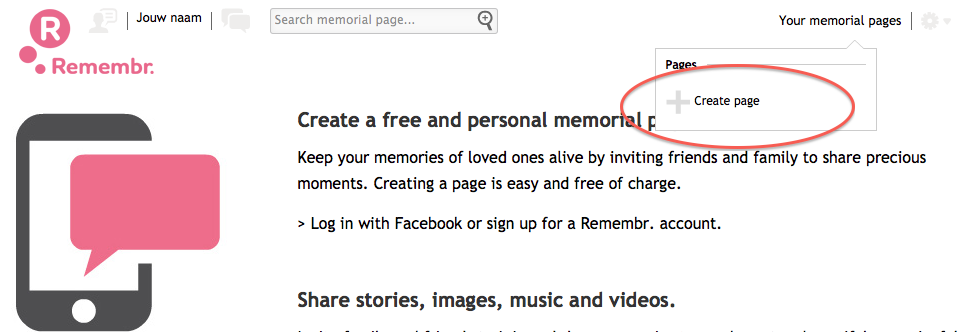 R
Jouw naam
Search memorial page...
Your memorial pages
Remembr.
Pages
Create page
Create a free and personal memorial
Keep your memories of loved ones alive by inviting friends and family to share precious
moments. Creating a page is easy and free of charge.
> Log in with Facebook or sign up for a Remembr. account.
Share stories, images, music and videos.